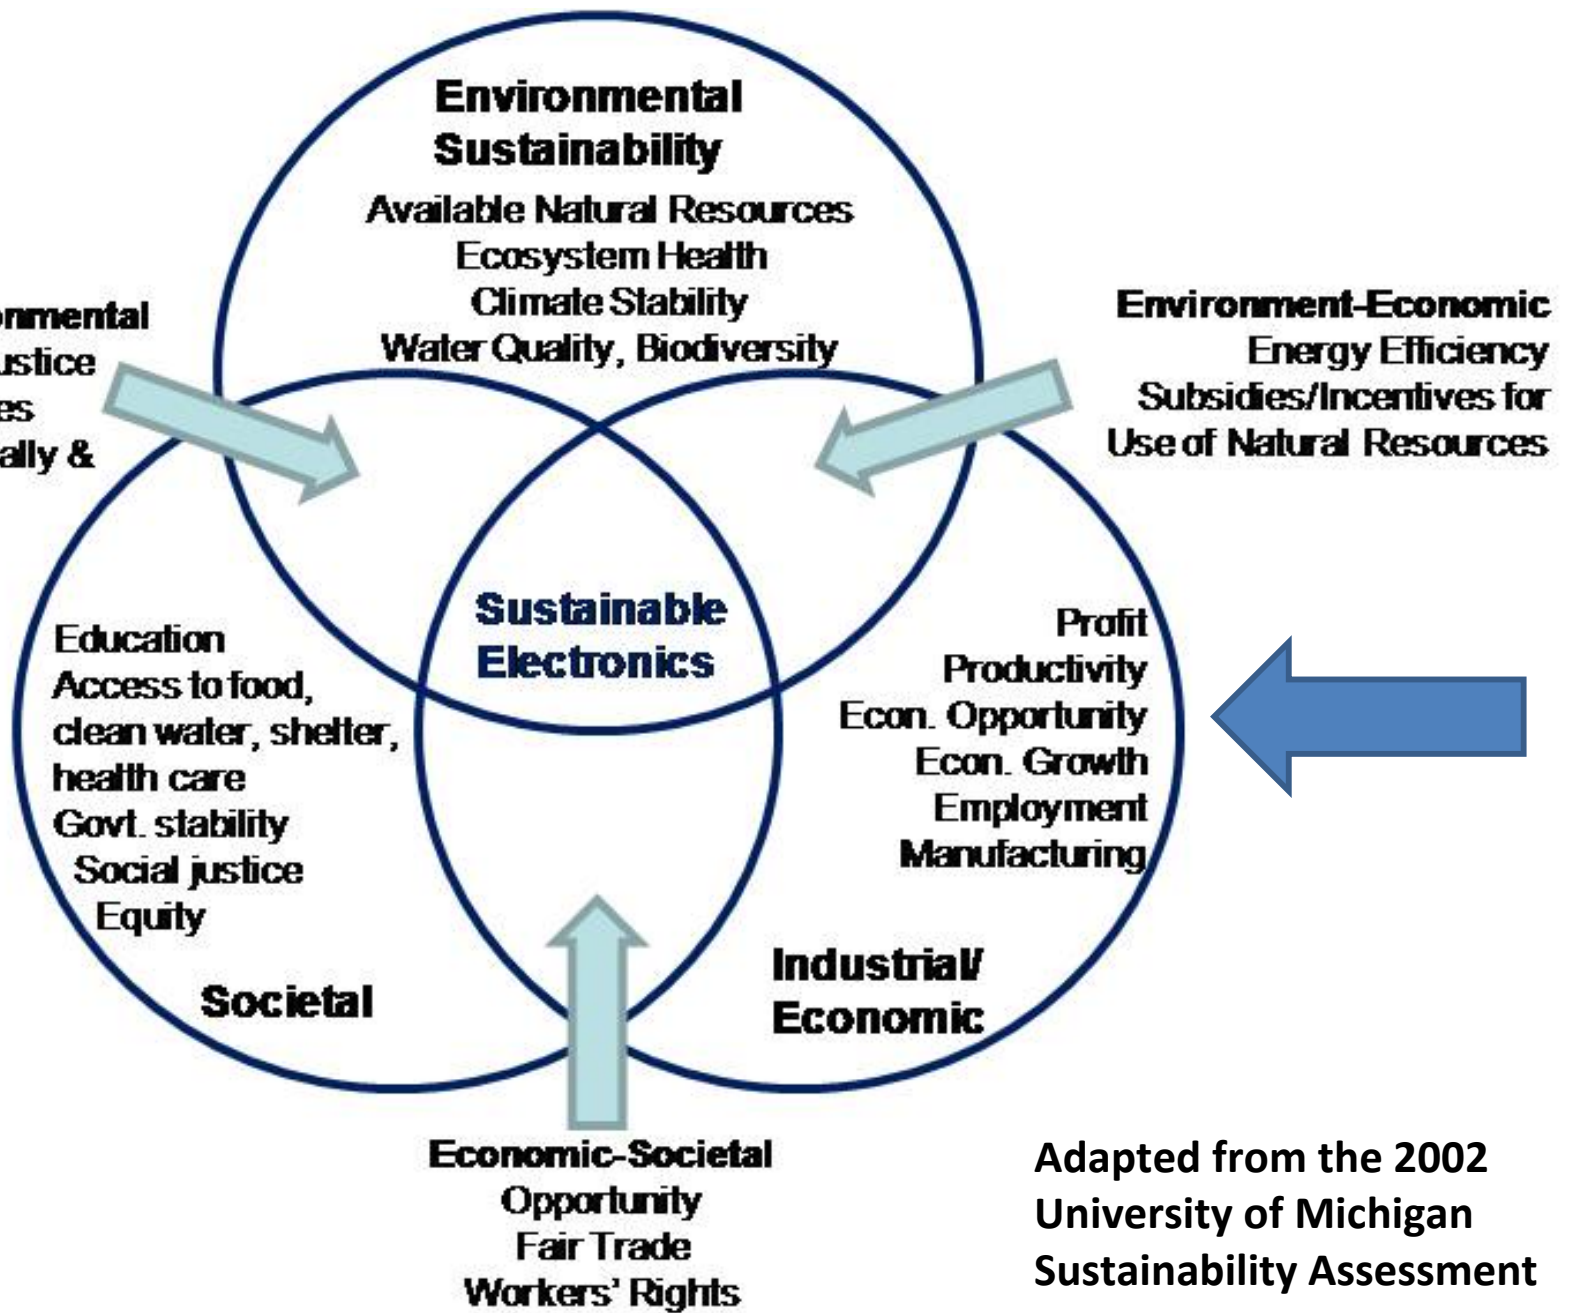 Environmental
Sustainability
Available Natural Resources
Ecosystem Health
Climate Stability
Water Quality, Biodiversity
Environment-Economic
Energy Efficiency
Subsidies/Incentives for
Use of Natural Resources
&
Sustainable
Electronics
Education
Access to food,
clean water, shelter,
health care
Govt. stability
Social justice
Equity
Societal
Profit
Productivity
Econ. Opportunity
Econ. Growth
Employment
Manufacturing
Industrial/
Economic
Economic-Societal
Opportunity
Fair Trade
Workers' Rights
Adapted from the 2002
University of Michigan
Sustainability Assessment